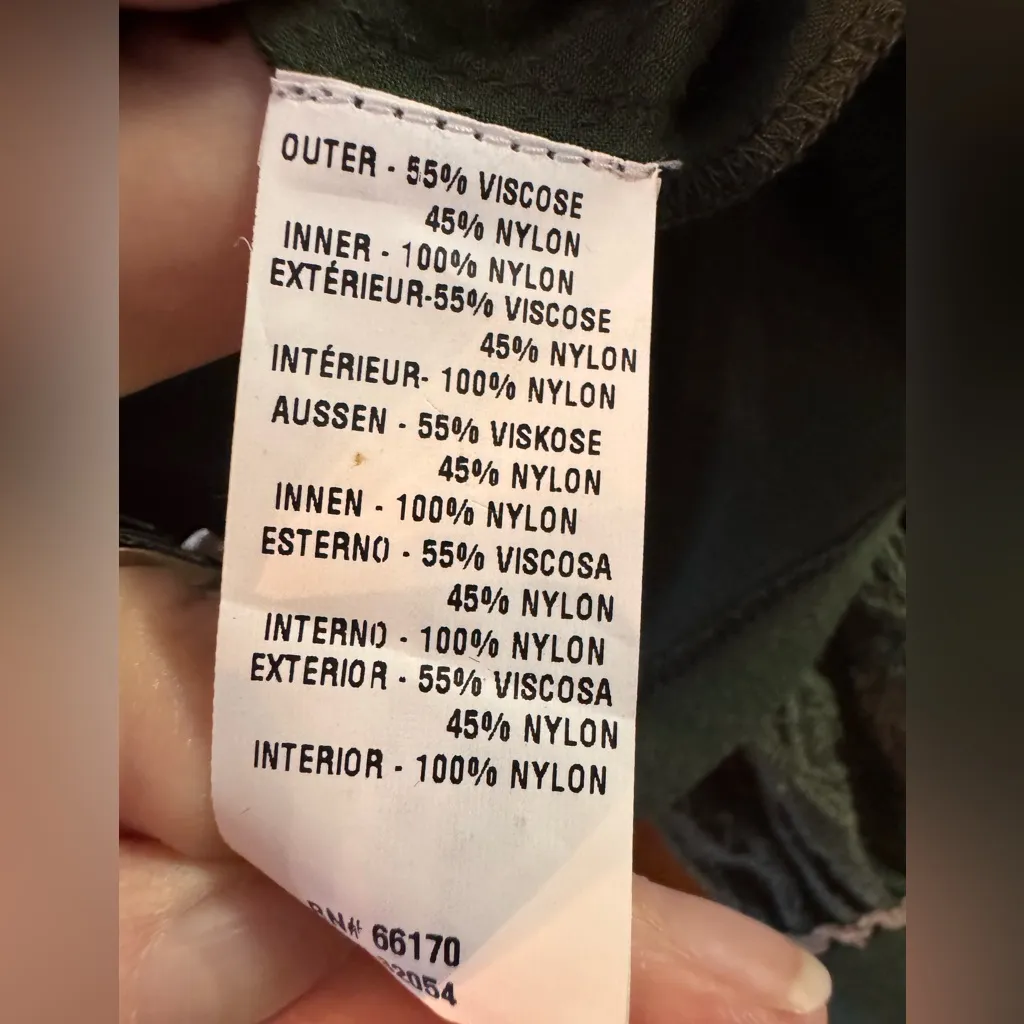 OUTER - 55% VISCOSE
45% NYLON
INNER - 100% NYLON
EXTÉRIEUR-55% VISCOSE
45% NYLON
INTÉRIEUR- 100% NYLON
AUSSEN - 55% VISKOSE
45% NYLON
INNEN - 100% NYLON
ESTERNO - 55% VISCOSA
45% NYLON
INTERNO - 100% NYLON
EXTERIOR - 55% VISCOSA
45% NYLON
INTERIOR - 100% NYLON
RN# 66170